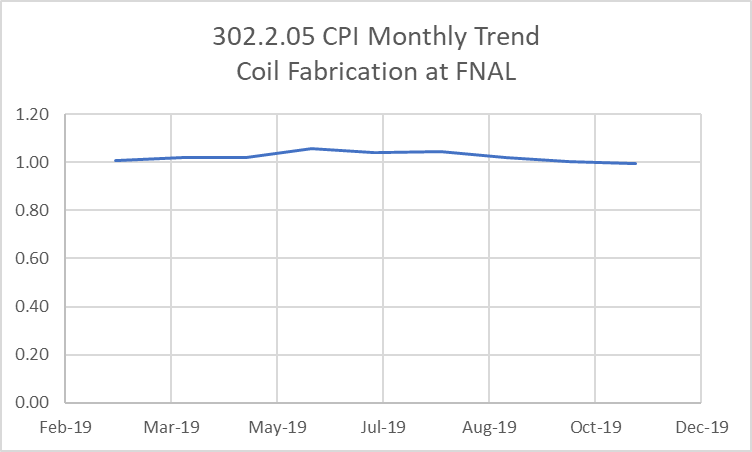 302.2.05 CPI Monthly Trend
Coil Fabrication at FNAL
1.20
1.00
0.80
0.60
0.40
0.20
0.00
Feb-19 Mar-19 May-19 Jul-19 Aug-19 Oct-19 Dec-19